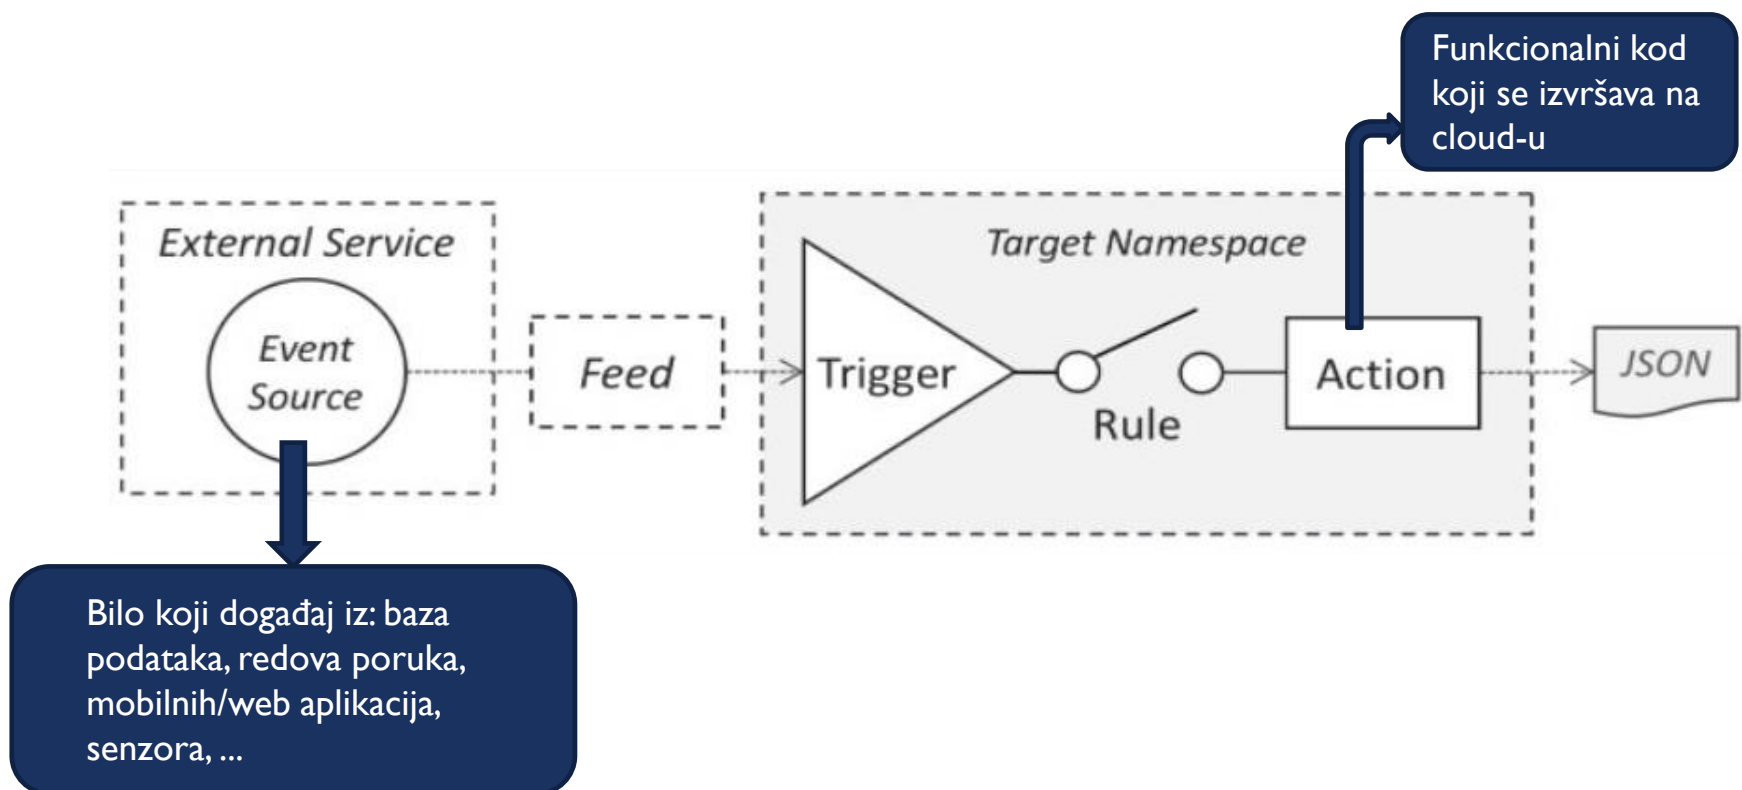 Funkcionalni kod
koji se izvršava na
cloud-u
External Service
Target Namespace
Event
Source
Feed
Trigger
Rule
Action
JSON
Bilo koji događaj iz: baza
podataka, redova poruka,
mobilnih/web aplikacija,
senzora, ...